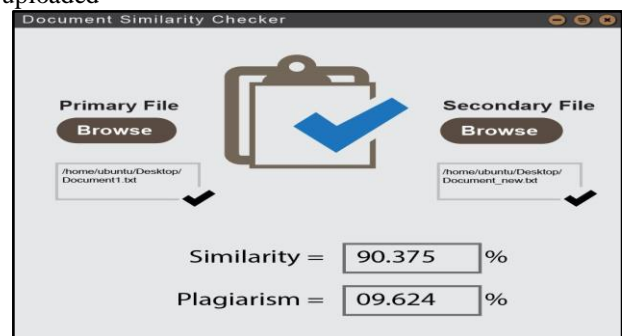 uploaded
Document Similarity Checker
Primary File
Secondary File
Browse
Browse
/home/ubuntu/Desktop/
Document1.txt
/home/ubuntu/Desktop/
Document_new.txt
Similarity = 90.375 %
Plagiarism = 09.624 %